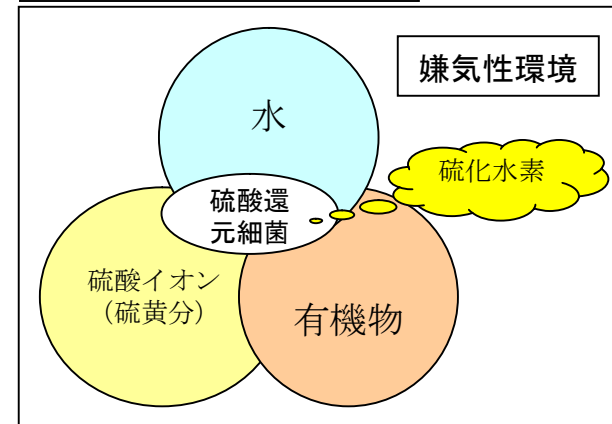 嫌気性環境
水
硫化水素
硫酸還
元細菌
硫酸イオン
（硫黄分）
有機物